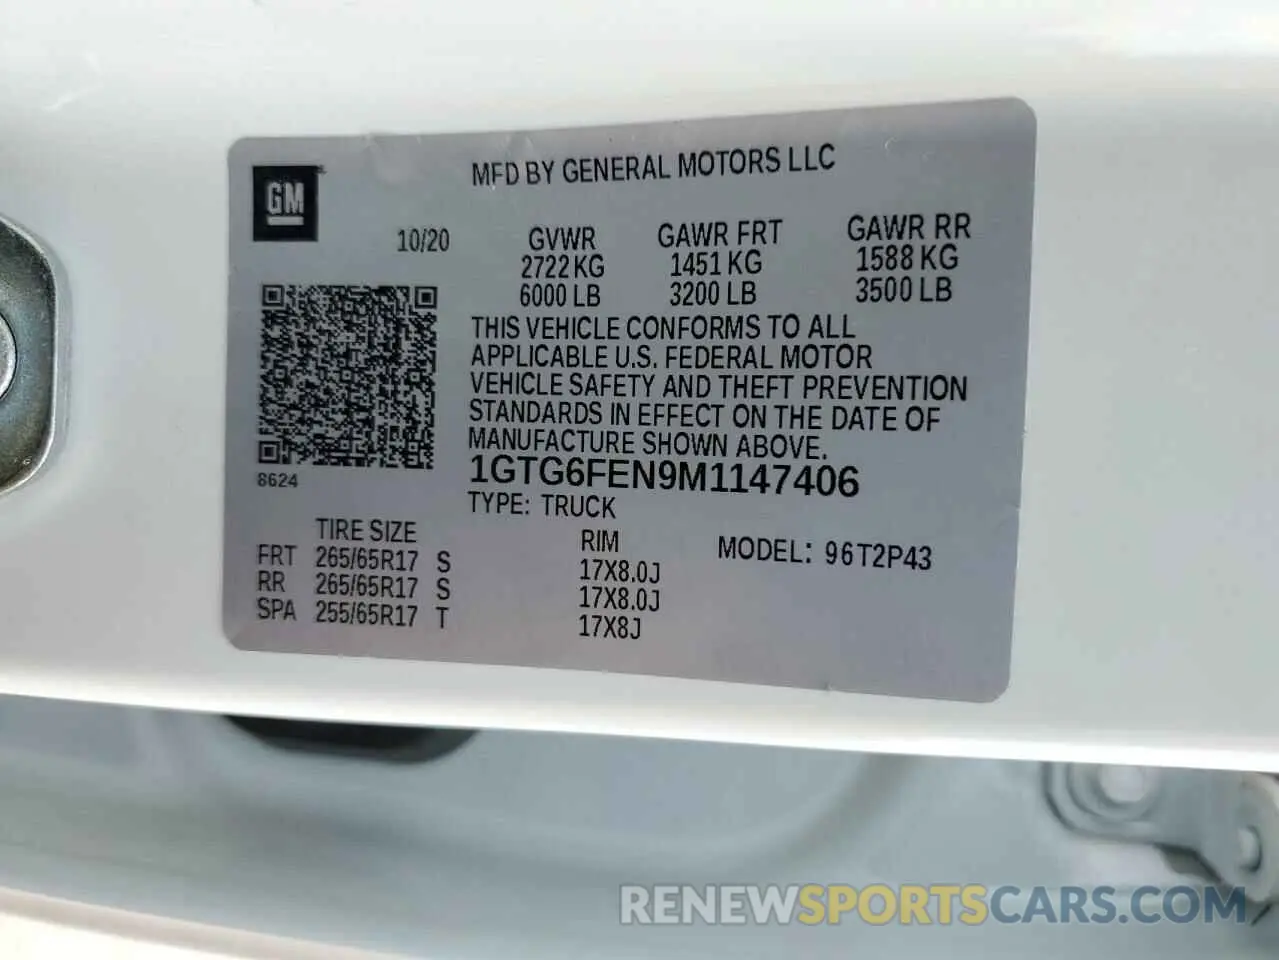 MFD BY GENERAL MOTORS LLC
GM
10/20
GVWR GAWR FRT GAWR RR
2722 KG 1451 KG 1588 KG
6000 LB 3200 LB 3500 LB
THIS VEHICLE CONFORMS TO ALL
APPLICABLE U.S. FEDERAL MOTOR
VEHICLE SAFETY AND THEFT PREVENTION
STANDARDS IN EFFECT ON THE DATE OF
MANUFACTURE SHOWN ABOVE.
8624
1GTG6FEN9M1147406
TYPE: TRUCK
TIRE SIZE RIM MODEL: 96T2P43
FRT 265/65R17 S 17X8.0J
RR 265/65R17 S 17X8.0J
SPA 255/65R17 T 17X8J
RENEWSPORTSCARS.COM